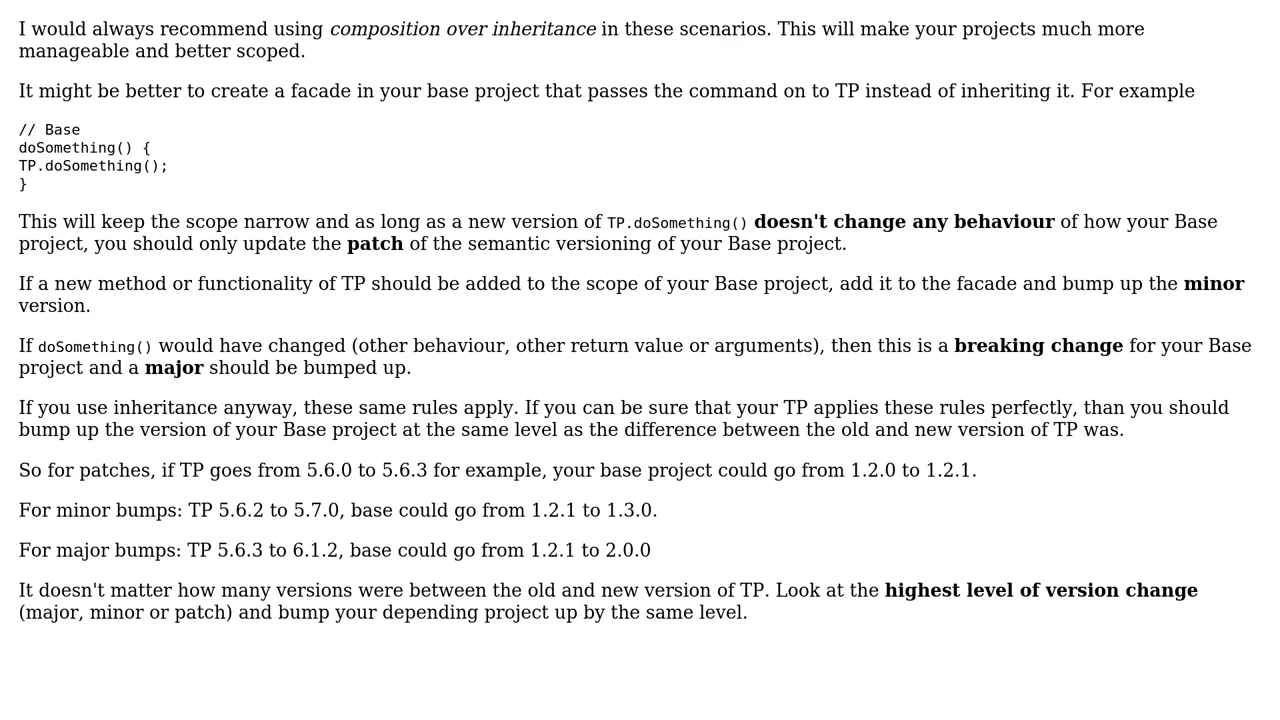 I would always recommend using composition over inheritance in these scenarios. This will make your projects much more
manageable and better scoped.
It might be better to create a facade in your base project that passes the command on to TP instead of inheriting it. For example
// Base
doSomething() {
TP.doSomething();
}
This will keep the scope narrow and as long as a new version of TP.doSomething() doesn't change any behaviour of how your Base
project, you should only update the patch of the semantic versioning of your Base project.
If a new method or functionality of TP should be added to the scope of your Base project, add it to the facade and bump up the minor
version.
If doSomething() would have changed (other behaviour, other return value or arguments), then this is a breaking change for your Base
project and a major should be bumped up.
If you use inheritance anyway, these same rules apply. If you can be sure that your TP applies these rules perfectly, than you should
bump up the version of your Base project at the same level as the difference between the old and new version of TP was.
So for patches, if TP goes from 5.6.0 to 5.6.3 for example, your base project could go from 1.2.0 to 1.2.1.
For minor bumps: TP 5.6.2 to 5.7.0, base could go from 1.2.1 to 1.3.0.
For major bumps: TP 5.6.3 to 6.1.2, base could go from 1.2.1 to 2.0.0
It doesn't matter how many versions were between the old and new version of TP. Look at the highest level of version change
(major, minor or patch) and bump your depending project up by the same level.